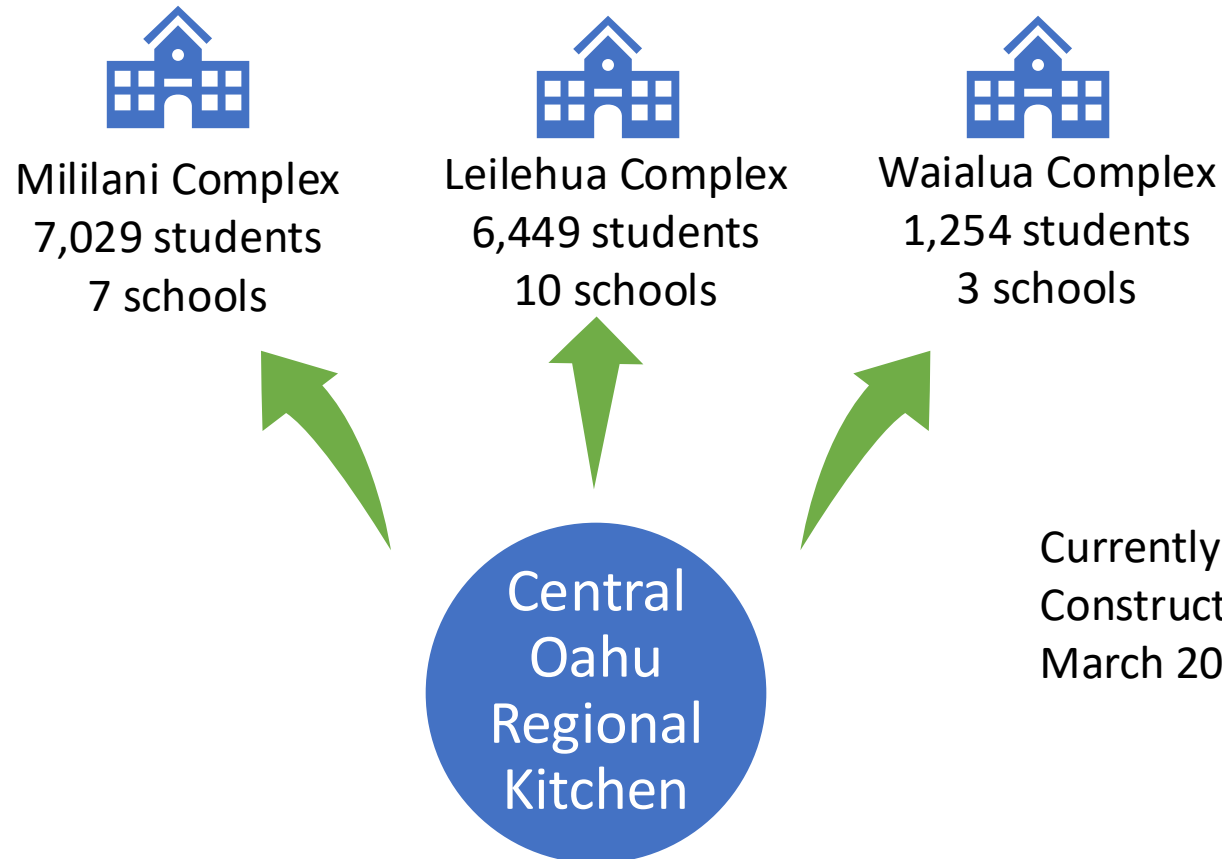 Mililani Complex
7,029 students
7 schools
Leilehua Complex
6,449 students
10 schools
Waialua Complex
1,254 students
3 schools
Central
Oahu
Regional
Kitchen
Currently
March